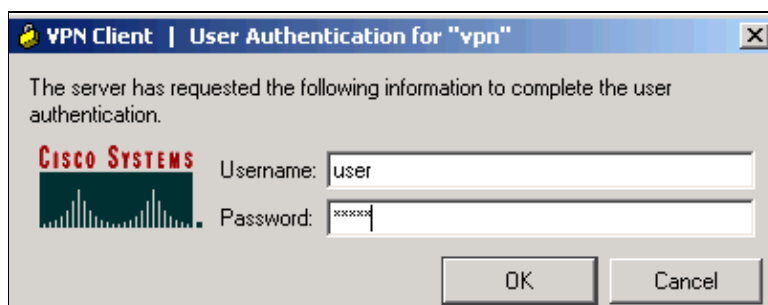 VPN Client | User Authentication for "vpn"
The server has requested the following information to complete the user
authentication.
CISCO SYSTEMS
Username: user
Password: *****
OK Cancel